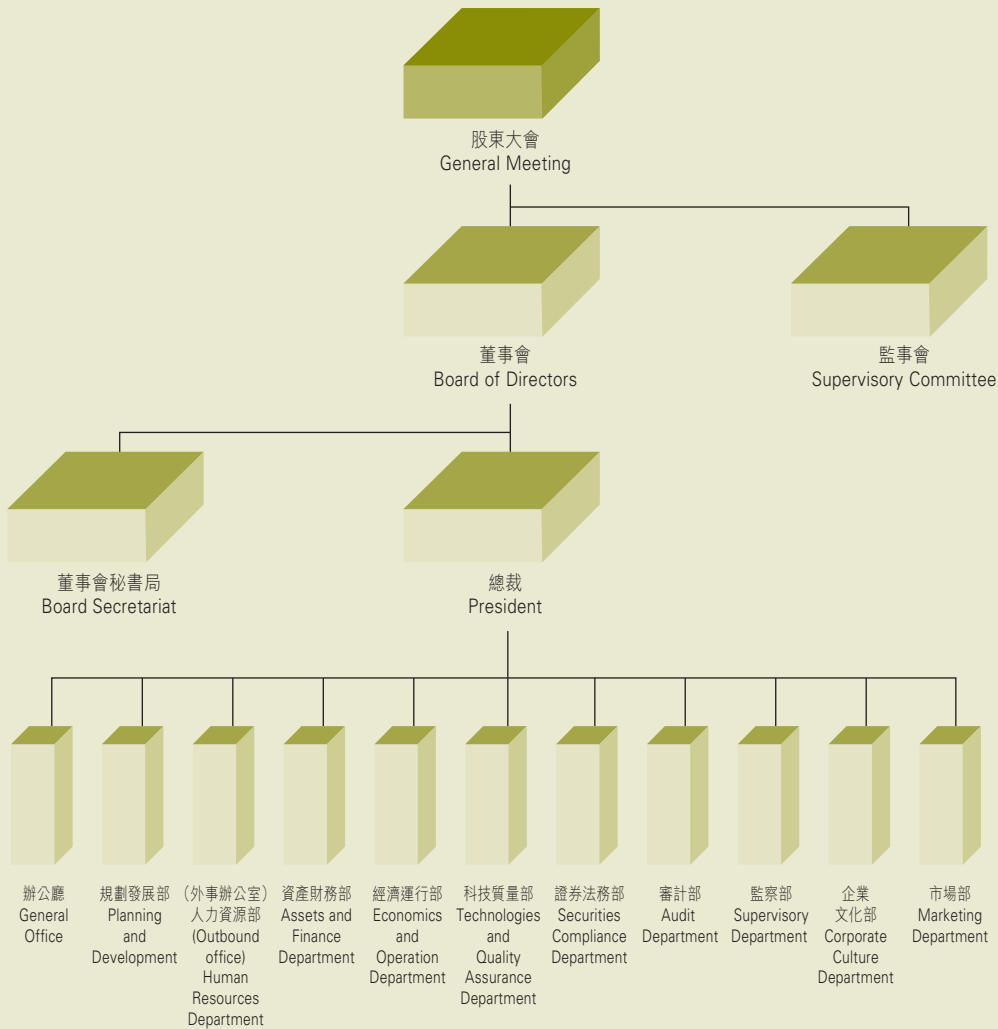 股東大會
General Meeting
董事會
Board of Directors
監事會
Supervisory Committee
董事會秘書局
Board Secretariat
總裁
President
辦公廳
General
Office
規劃發展部
Planning
and
Development
(外事辦公室)
人力資源部
(Outbound
office)
Human
Resources
Department
資產財務部
Assets and
Finance
Department
經濟運行部
Economics
and
Operation
Department
科技質量部
Technologies
and
Quality
Assurance
Department
證券法務部
Securities
Compliance
Department
審計部
Audit
Department
監察部
Supervisory
Department
企業
文化部
Corporate
Culture
Department
市場部
Marketing
Department